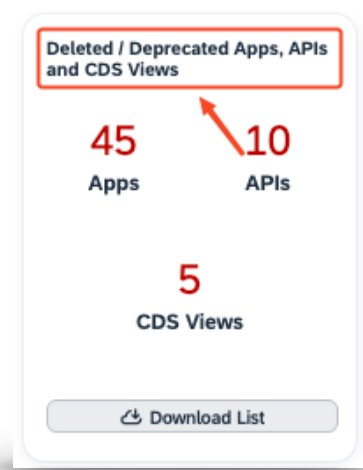 Deleted / Deprecated Apps, APIs
and CDS Views
45 10
Apps APIs
5
CDS Views
Download List